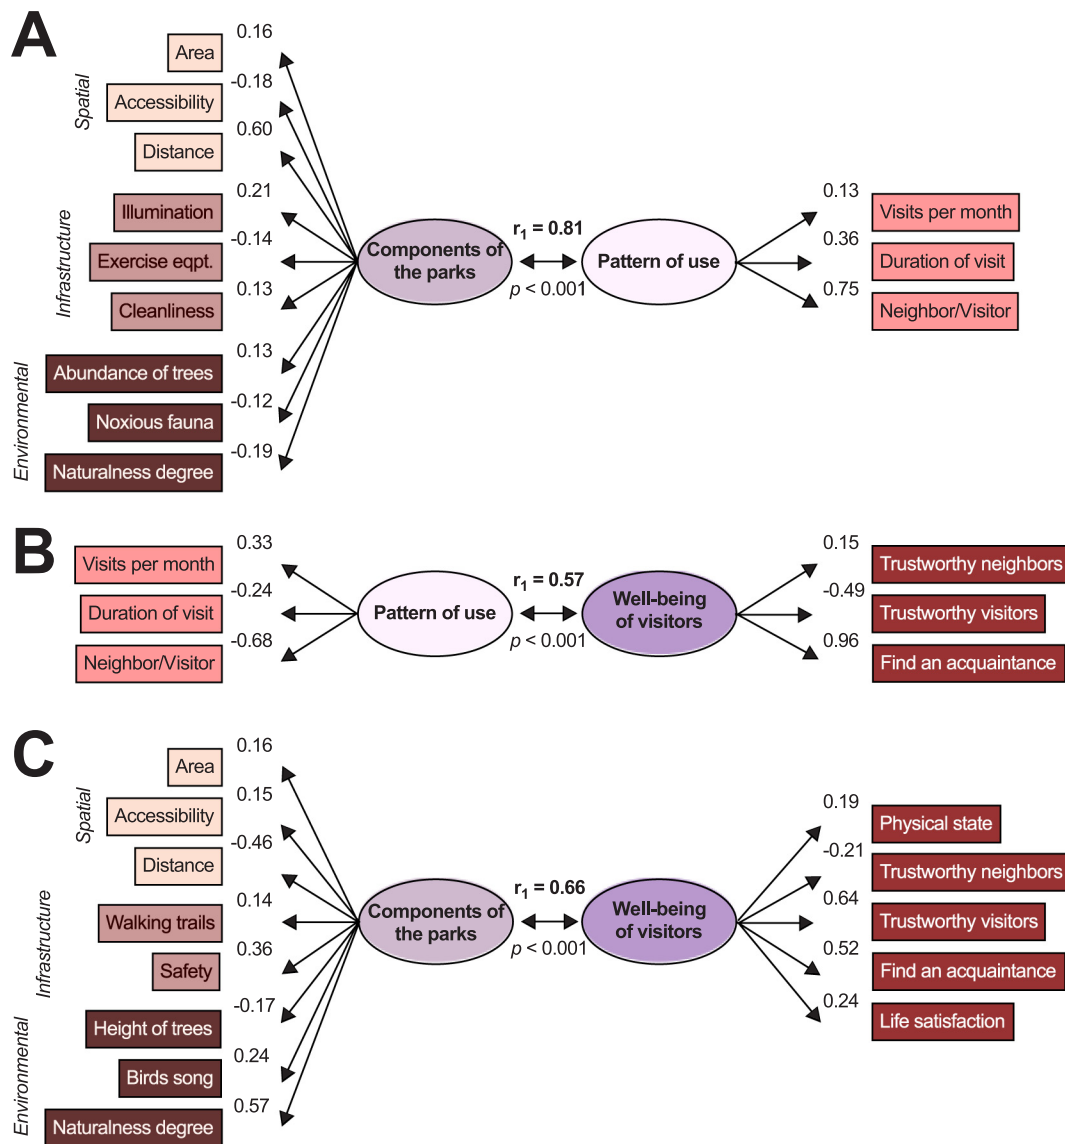 A
Spatial
0.16
Area
-0.18
Accessibility
0.60
Distance
Infrastructure
0.21
Illumination
-0.14
Exercise eqpt.
0.13
Cleanliness
Environmental
0.13
Abundance of trees
-0.12
Noxious fauna
-0.19
Naturalness degree
Components of
the parks
r1 = 0.81
p < 0.001
Pattern of use
0.13
Visits per month
0.36
Duration of visit
0.75
Neighbor/Visitor
B
0.33
Visits per month
-0.24
Duration of visit
-0.68
Neighbor/Visitor
Pattern of use
r1 = 0.57
p < 0.001
Well-being
of visitors
0.15
Trustworthy neighbors
-0.49
Trustworthy visitors
0.96
Find an acquaintance
C
Spatial
0.16
Area
0.15
Accessibility
-0.46
Distance
Infrastructure
0.14
Walking trails
0.36
Safety
Environmental
-0.17
Height of trees
0.24
Birds song
0.57
Naturalness degree
Components of
the parks
r1 = 0.66
p < 0.001
Well-being
of visitors
0.19
Physical state
-0.21
Trustworthy neighbors
0.64
Trustworthy visitors
0.52
Find an acquaintance
0.24
Life satisfaction